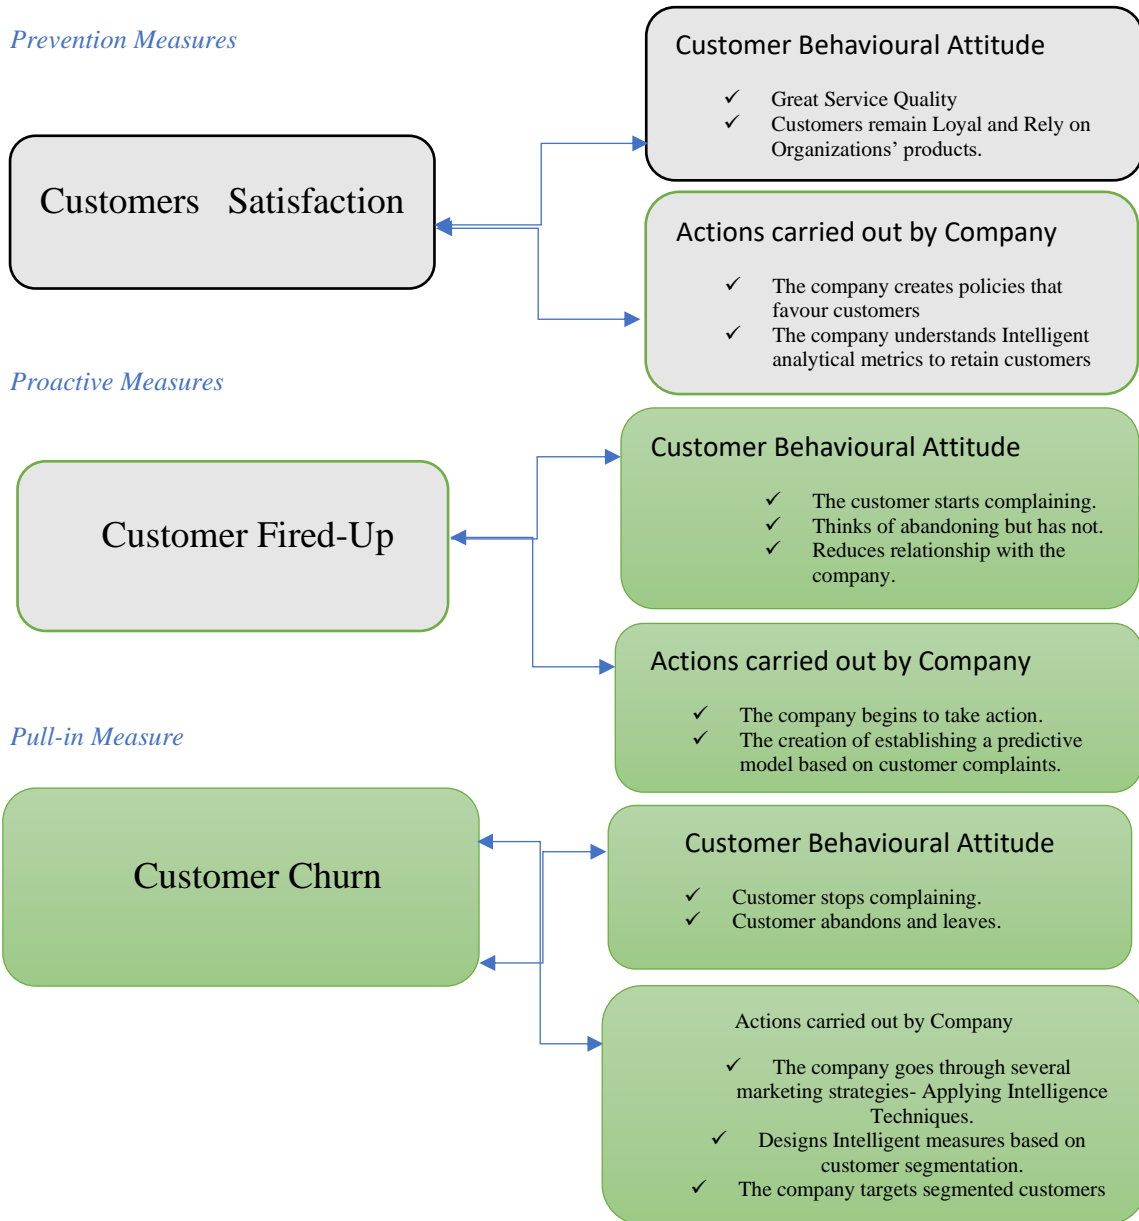 Prevention Measures
Customers Satisfaction
Customer Behavioural Attitude
✓ Great Service Quality
✓ Customers remain Loyal and Rely on
Organizations’ products.
Actions carried out by Company
✓ The company creates policies that
favour customers
✓ The company understands Intelligent
analytical metrics to retain customers
Proactive Measures
Customer Fired-Up
Customer Behavioural Attitude
✓ The customer starts complaining.
✓ Thinks of abandoning but has not.
✓ Reduces relationship with the
company.
Actions carried out by Company
✓ The company begins to take action.
✓ The creation of establishing a predictive
model based on customer complaints.
Pull-in Measure
Customer Churn
Customer Behavioural Attitude
✓ Customer stops complaining.
✓ Customer abandons and leaves.
Actions carried out by Company
✓ The company goes through several
marketing strategies- Applying Intelligence
Techniques.
✓ Designs Intelligent measures based on
customer segmentation.
✓ The company targets segmented customers